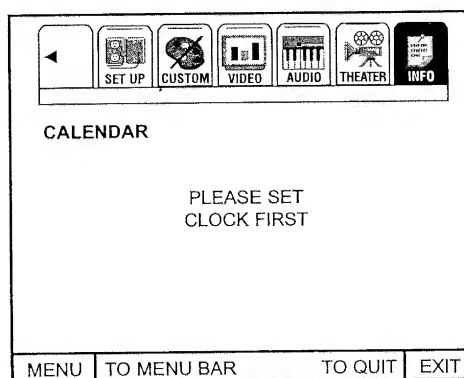 SET UP CUSTOM VIDEO AUDIO THEATER INFO
CALENDAR
PLEASE SET
CLOCK FIRST
MENU TO MENU BAR TO QUIT EXIT